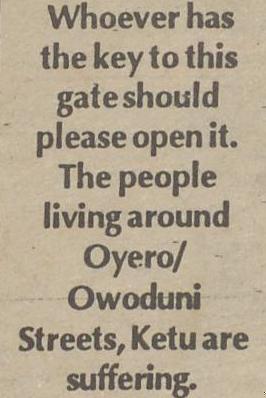 Whoever has
the key to this
gate should
please open it.
The people
living around
Oyero/
Owoduni
Streets, Ketu are
suffering.